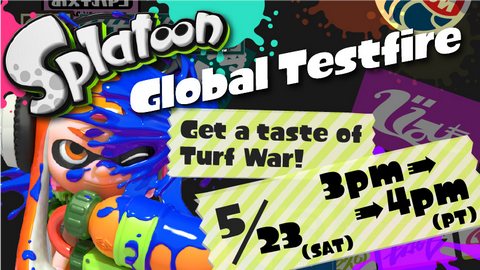 Splatoon
Global Testfire
Get a taste of
Turf War!
5/23(SAT)
3pm➡
➡4pm
(PT)